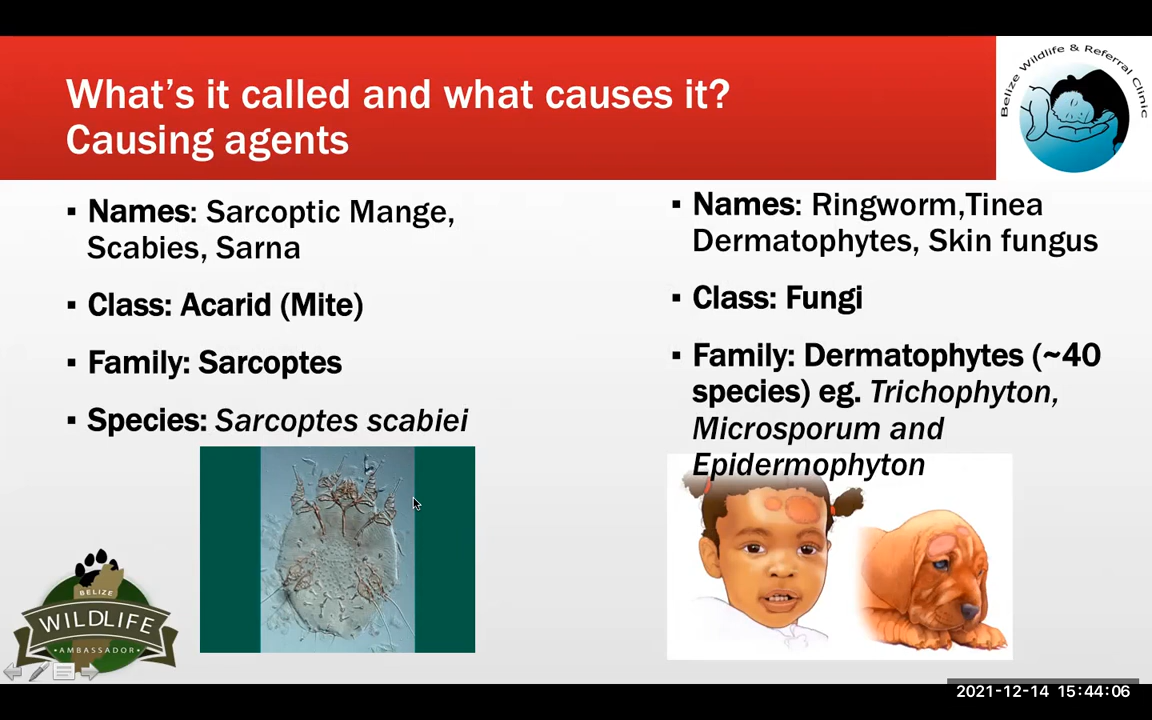 What's it called and what causes it?
Causing agents
Belize Wildlife & Referral Clinic
▪ Names: Sarcoptic Mange,
Scabies, Sarna
▪ Class: Acarid (Mite)
▪ Family: Sarcoptes
▪ Species: Sarcoptes scabiei
▪ Names: Ringworm,Tinea
Dermatophytes, Skin fungus
▪ Class: Fungi
▪ Family: Dermatophytes (~40
species) eg. Trichophyton,
Microsporum and
Epidermophyton
BELIZE
WILDLIFE
•AMBASSADOR•
2021-12-14 15:44:06